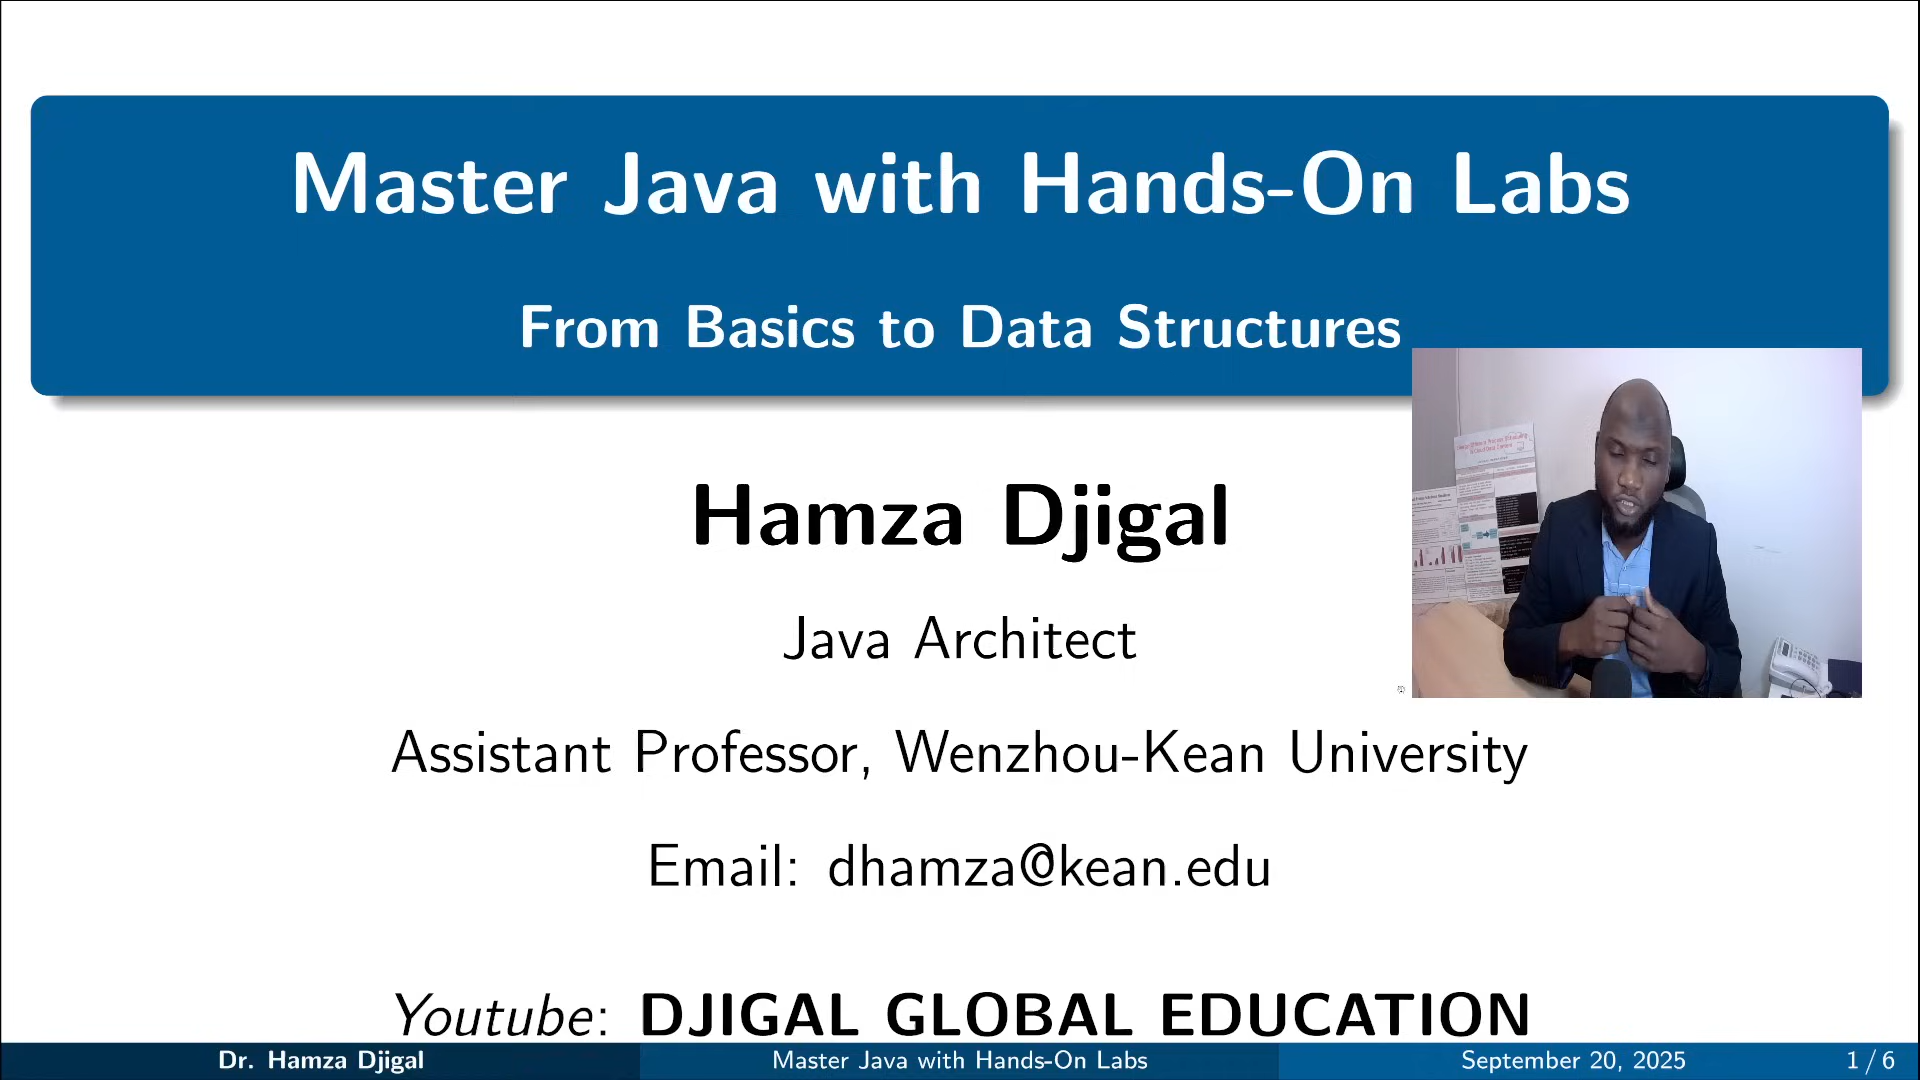 Master Java with Hands-On Labs
From Basics to Data Structures
Hamza Djigal
Java Architect
Assistant Professor, Wenzhou-Kean University
Email: dhamza@kean.edu
Youtube: DJIGAL GLOBAL EDUCATION
Dr. Hamza Djigal
Master Java with Hands-On Labs
September 20, 2025
1 / 6